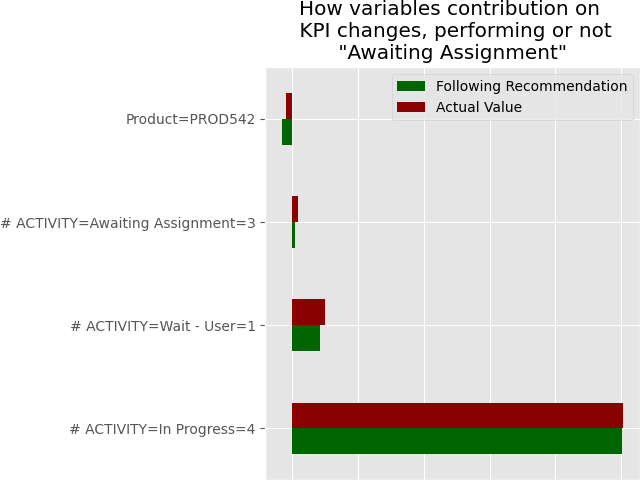 How variables contribution on
KPI changes, performing or not
"Awaiting Assignment"
Following Recommendation
Actual Value
Product=PROD542
# ACTIVITY=Awaiting Assignment=3
# ACTIVITY=Wait - User=1
# ACTIVITY=In Progress=4